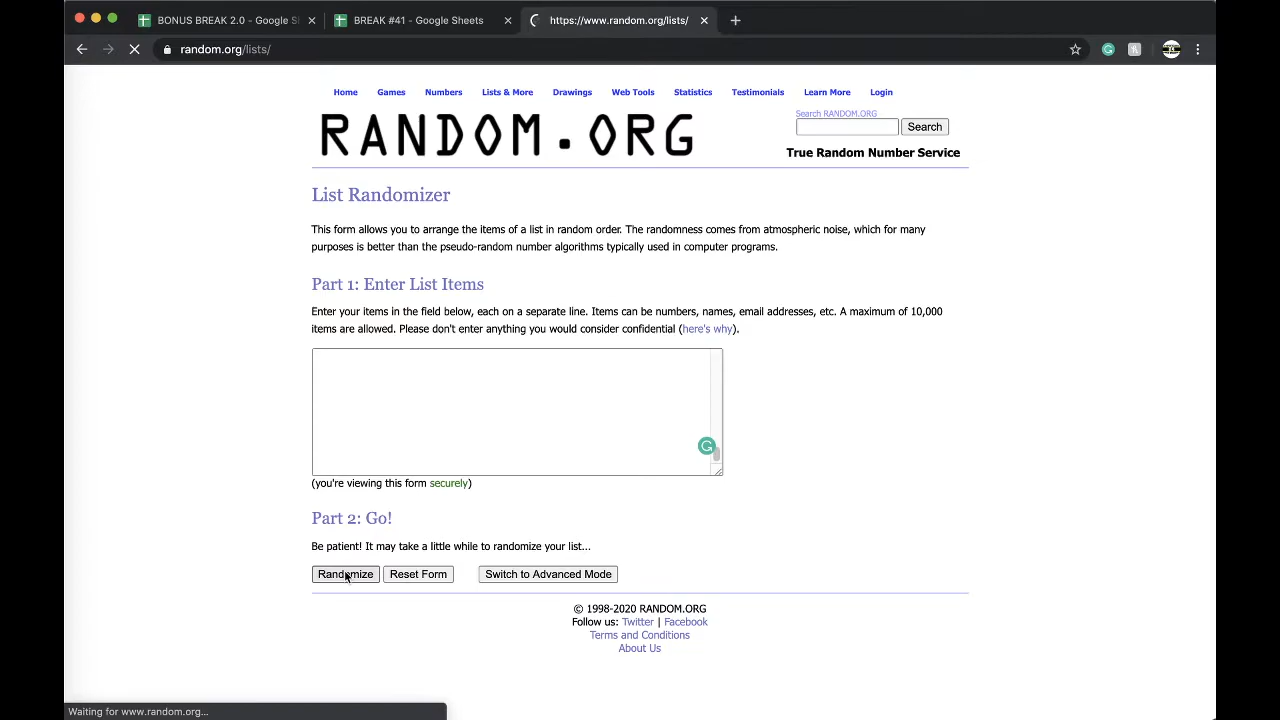 BONUS BREAK 2.0 - Google S
BREAK #41 - Google Sheets
https://www.random.org/lists/
random.org/lists/
Home Games Numbers Lists & More Drawings Web Tools Statistics Testimonials Learn More Login
RANDOM.ORG
Search RANDOM.ORG
Search
True Random Number Service
List Randomizer
This form allows you to arrange the items of a list in random order. The randomness comes from atmospheric noise, which for many
purposes is better than the pseudo-random number algorithms typically used in computer programs.
Part 1: Enter List Items
Enter your items in the field below, each on a separate line. Items can be numbers, names, email addresses, etc. A maximum of 10,000
items are allowed. Please don't enter anything you would consider confidential (here's why).
(you're viewing this form securely)
Part 2: Go!
Be patient! It may take a little while to randomize your list...
Randomize Reset Form Switch to Advanced Mode
© 1998-2020 RANDOM.ORG
Follow us: Twitter | Facebook
Terms and Conditions
About Us
Waiting for www.random.org...